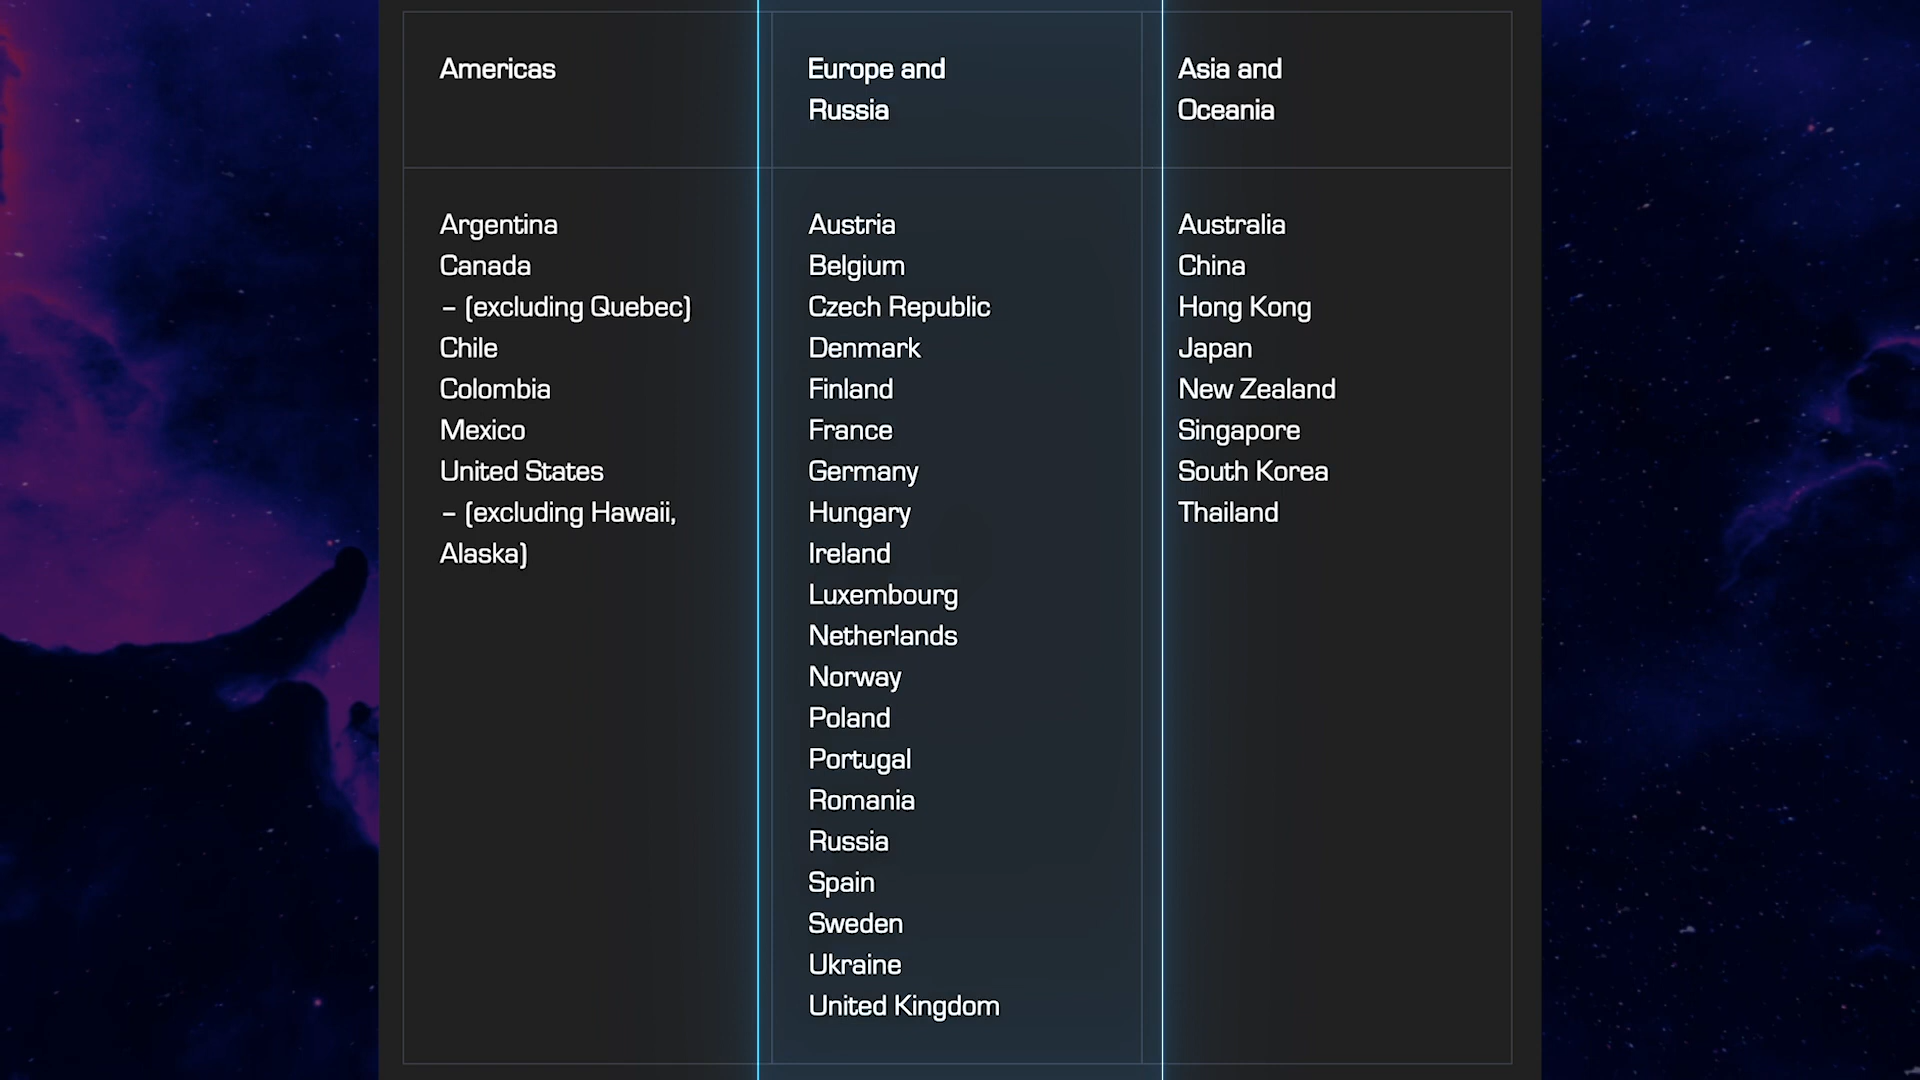 Americas
Europe and
Russia
Asia and
Oceania
Argentina
Canada
– (excluding Quebec)
Chile
Colombia
Mexico
United States
– (excluding Hawaii,
Alaska)
Austria
Belgium
Czech Republic
Denmark
Finland
France
Germany
Hungary
Ireland
Luxembourg
Netherlands
Norway
Poland
Portugal
Romania
Russia
Spain
Sweden
Ukraine
United Kingdom
Australia
China
Hong Kong
Japan
New Zealand
Singapore
South Korea
Thailand